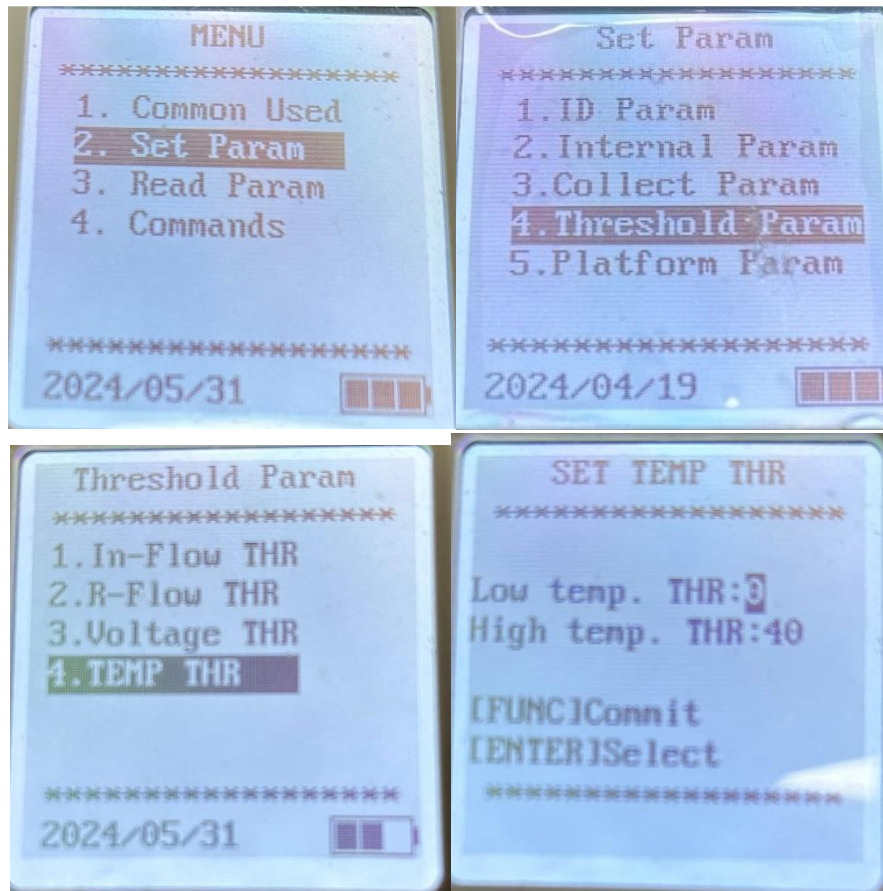 MENU
******************
1. Common Used
2. Set Param
3. Read Param
4. Commands
******************
2024/05/31
Set Param
******************
1.ID Param
2.Internal Param
3.Collect Param
4.Threshold Param
5.Platform Param
******************
2024/04/19
Threshold Param
******************
1.In-Flow THR
2.R-Flow THR
3.Voltage THR
4.TEMP THR
******************
2024/05/31
SET TEMP THR
******************
Low temp. THR:0
High temp. THR:40
[FUNC]Commit
[ENTER]Select
******************